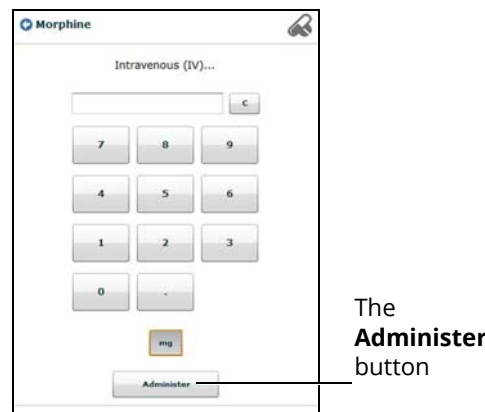 Morphine
Intravenous (IV)...
C
7 8 9
4 5 6
1 2 3
0 .
mg
Administer
The
Administer
button